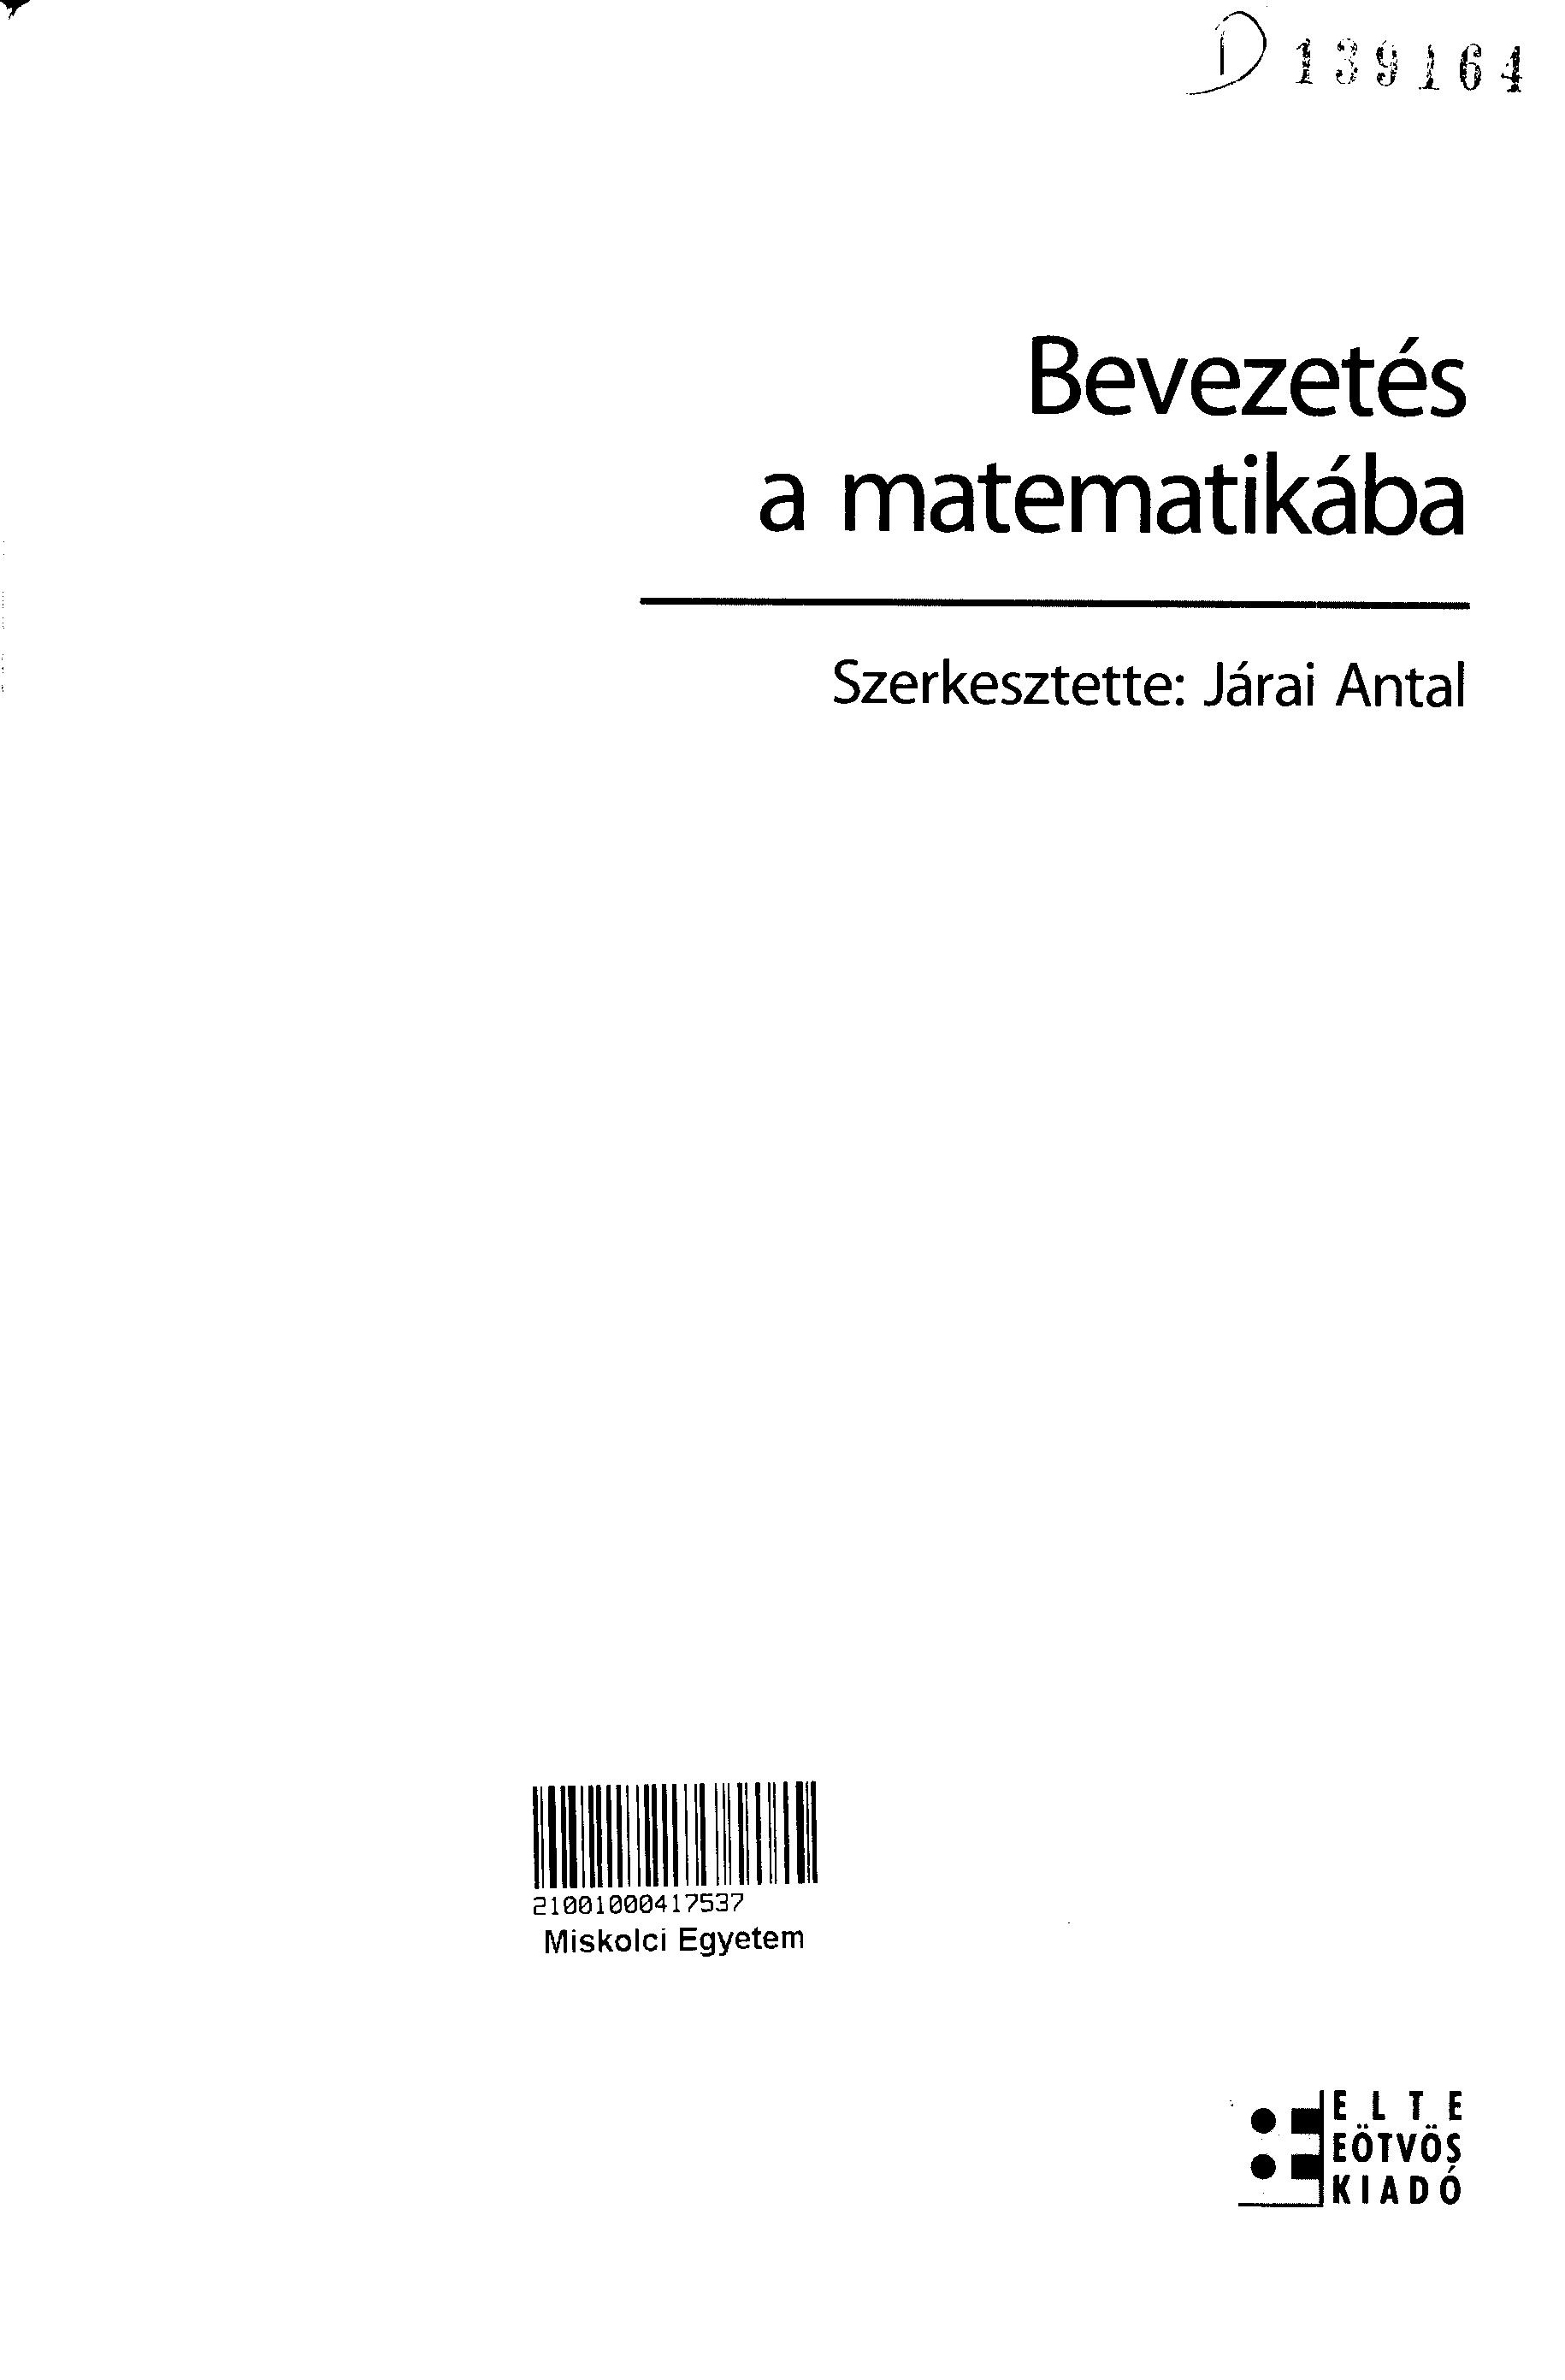 D 139164
Bevezetés
a matematikába
Szerkesztette: Járai Antal
21001000417537
Miskolci Egyetem
ELTE
EÖTVÖS
KIADÓ